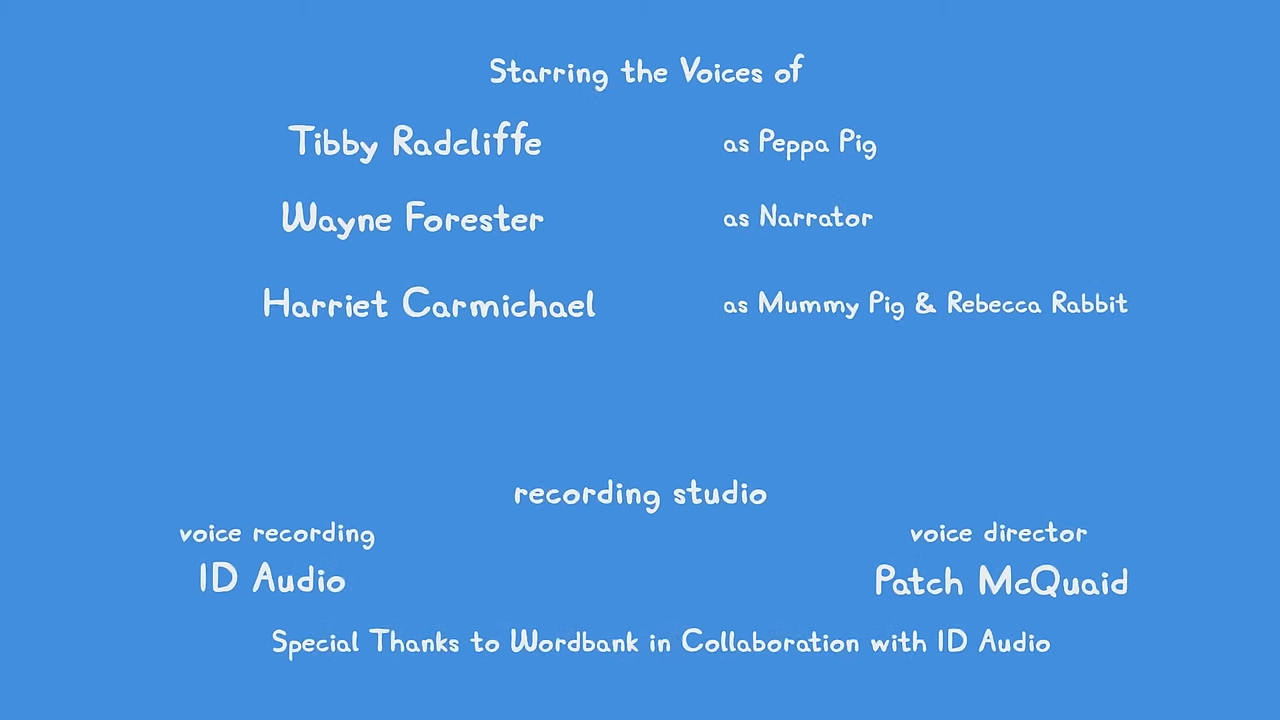 Starring the Voices of
Tibby Radcliffe as Peppa Pig
Wayne Forester as Narrator
Harriet Carmichael as Mummy Pig & Rebecca Rabbit
recording studio
voice recording voice director
ID Audio Patch McQuaid
Special Thanks to Wordbank in Collaboration with ID Audio